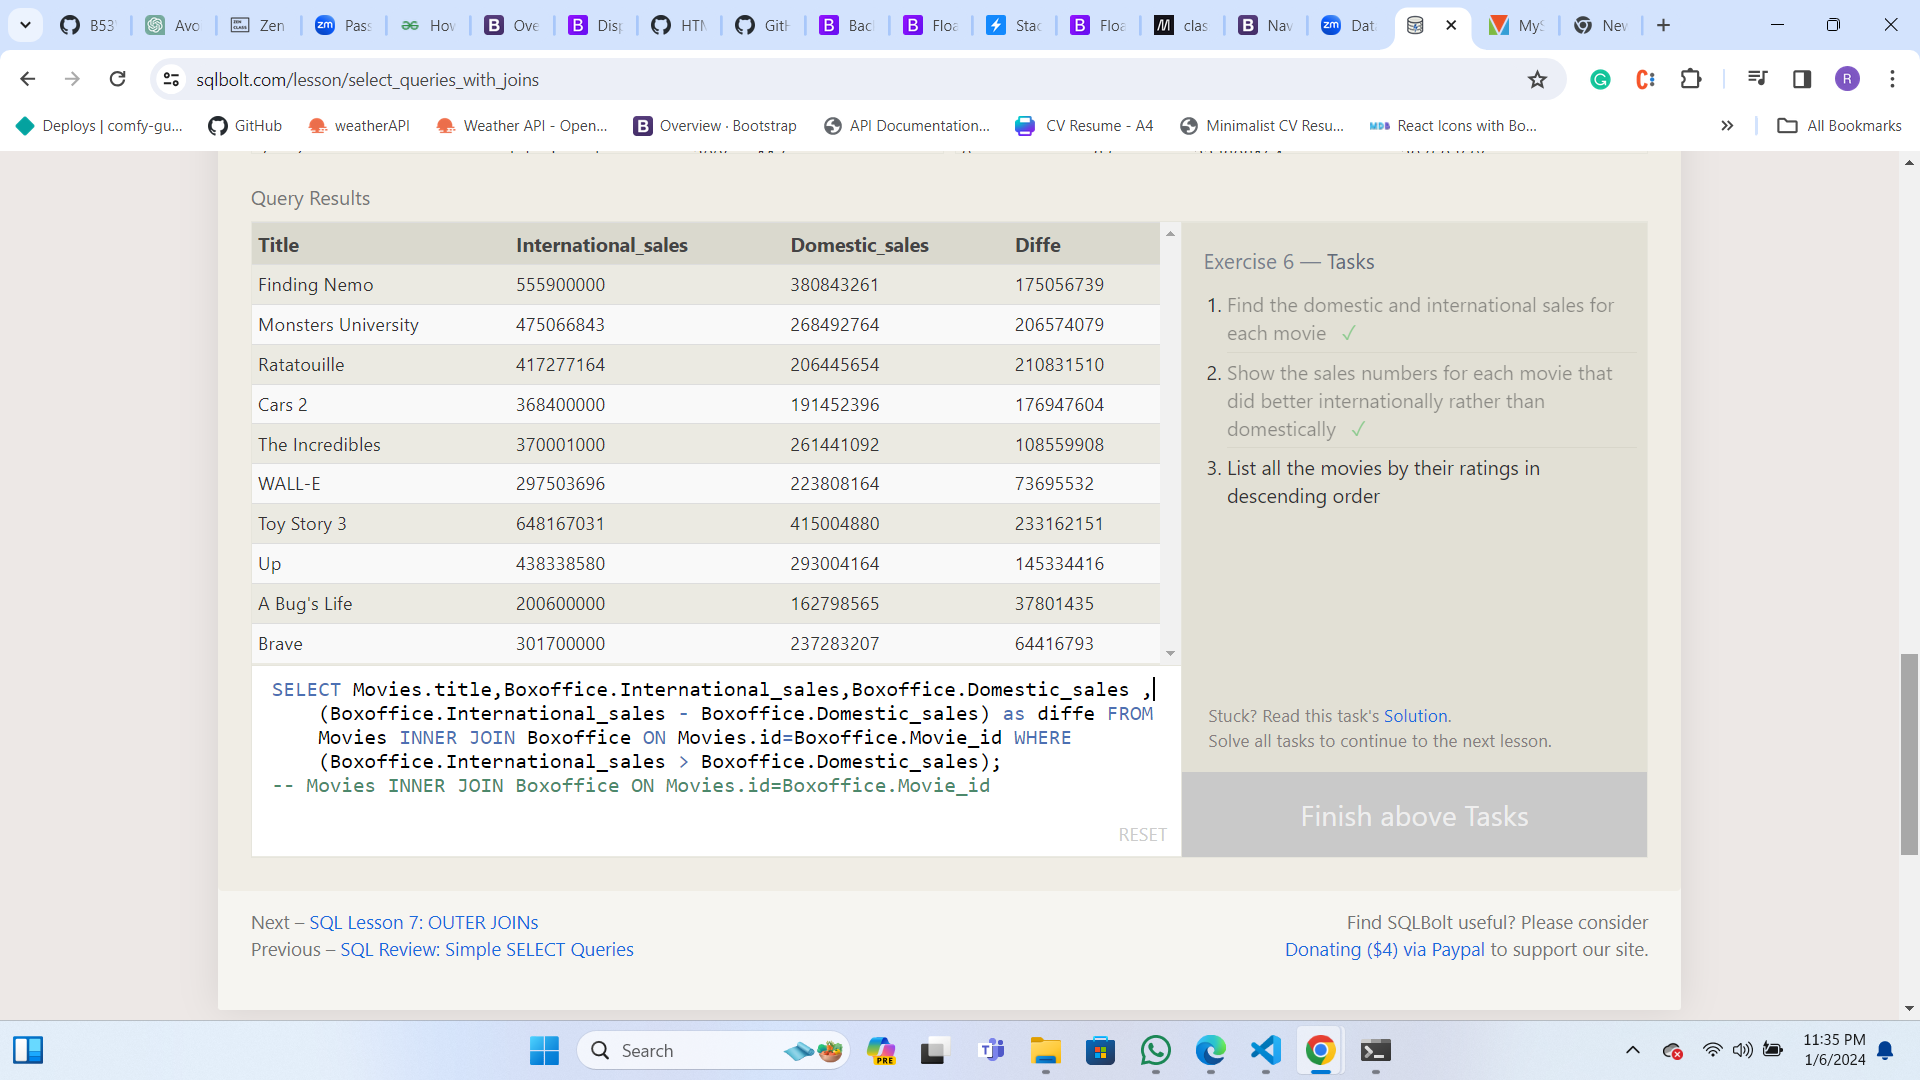 B53
Avo
Zen
Pass
Hov
Ove
Disp
HTM
GitH
Bacl
Floa
Stac
Floa
clas
Nav
Data
MyS
New
sqlbolt.com/lesson/select_queries_with_joins
R
Deploys | comfy-gu...
GitHub
weatherAPI
Weather API - Open...
Overview · Bootstrap
API Documentation...
CV Resume - A4
Minimalist CV Resu...
React Icons with Bo...
All Bookmarks
Query Results
Title International_sales Domestic_sales Diffe
Finding Nemo 555900000 380843261 175056739
Monsters University 475066843 268492764 206574079
Ratatouille 417277164 206445654 210831510
Cars 2 368400000 191452396 176947604
The Incredibles 370001000 261441092 108559908
WALL-E 297503696 223808164 73695532
Toy Story 3 648167031 415004880 233162151
Up 438338580 293004164 145334416
A Bug's Life 200600000 162798565 37801435
Brave 301700000 237283207 64416793
SELECT Movies.title,Boxoffice.International_sales,Boxoffice.Domestic_sales ,
(Boxoffice.International_sales - Boxoffice.Domestic_sales) as diffe FROM
Movies INNER JOIN Boxoffice ON Movies.id=Boxoffice.Movie_id WHERE
(Boxoffice.International_sales > Boxoffice.Domestic_sales);
-- Movies INNER JOIN Boxoffice ON Movies.id=Boxoffice.Movie_id
RESET
Exercise 6 — Tasks
1. Find the domestic and international sales for
each movie ✓
2. Show the sales numbers for each movie that
did better internationally rather than
domestically ✓
3. List all the movies by their ratings in
descending order
Stuck? Read this task's Solution.
Solve all tasks to continue to the next lesson.
Finish above Tasks
Next – SQL Lesson 7: OUTER JOINs
Previous – SQL Review: Simple SELECT Queries
Find SQLBolt useful? Please consider
Donating ($4) via Paypal to support our site.
Search
PRE
11:35 PM
1/6/2024